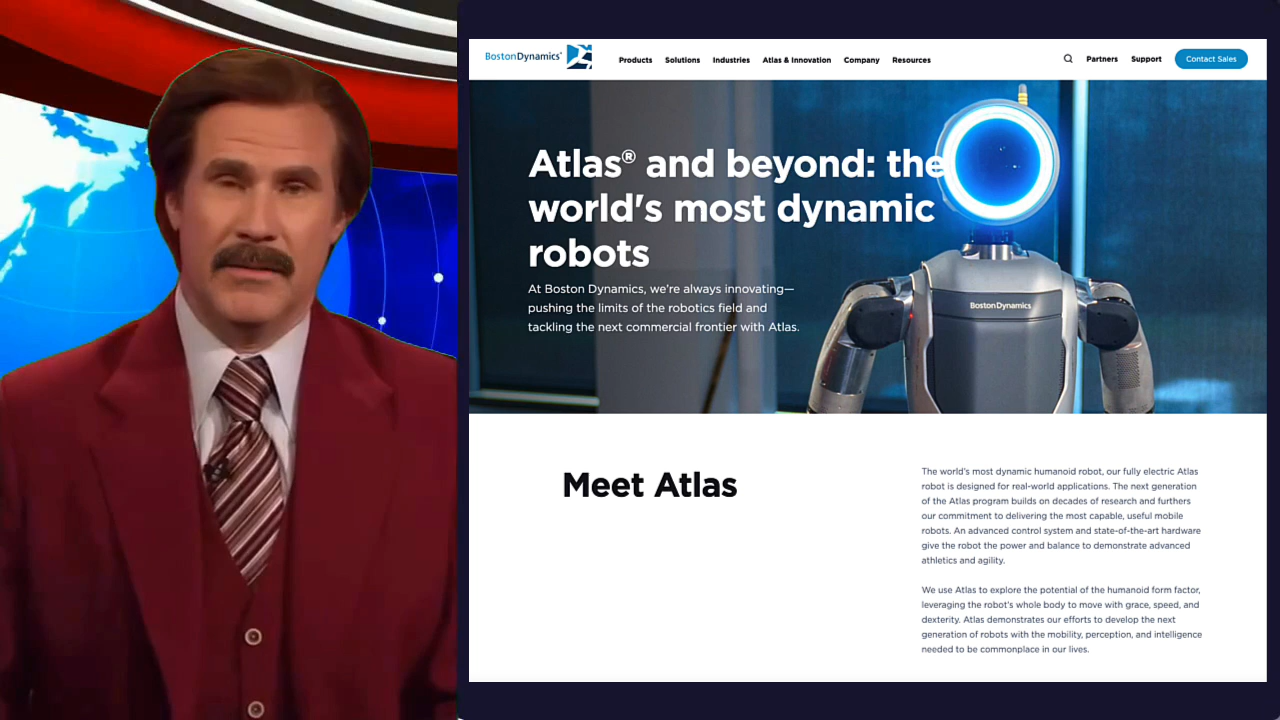 BostonDynamics
Products Solutions Industries Atlas & Innovation Company Resources
Partners Support Contact Sales
Atlas® and beyond: the
world's most dynamic
robots
At Boston Dynamics, we're always innovating—
pushing the limits of the robotics field and
tackling the next commercial frontier with Atlas.
BostonDynamics
Meet Atlas
The world's most dynamic humanoid robot, our fully electric Atlas
robot is designed for real-world applications. The next generation
of the Atlas program builds on decades of research and furthers
our commitment to delivering the most capable, useful mobile
robots. An advanced control system and state-of-the-art hardware
give the robot the power and balance to demonstrate advanced
athletics and agility.
We use Atlas to explore the potential of the humanoid form factor,
leveraging the robot's whole body to move with grace, speed, and
dexterity. Atlas demonstrates our efforts to develop the next
generation of robots with the mobility, perception, and intelligence
needed to be commonplace in our lives.